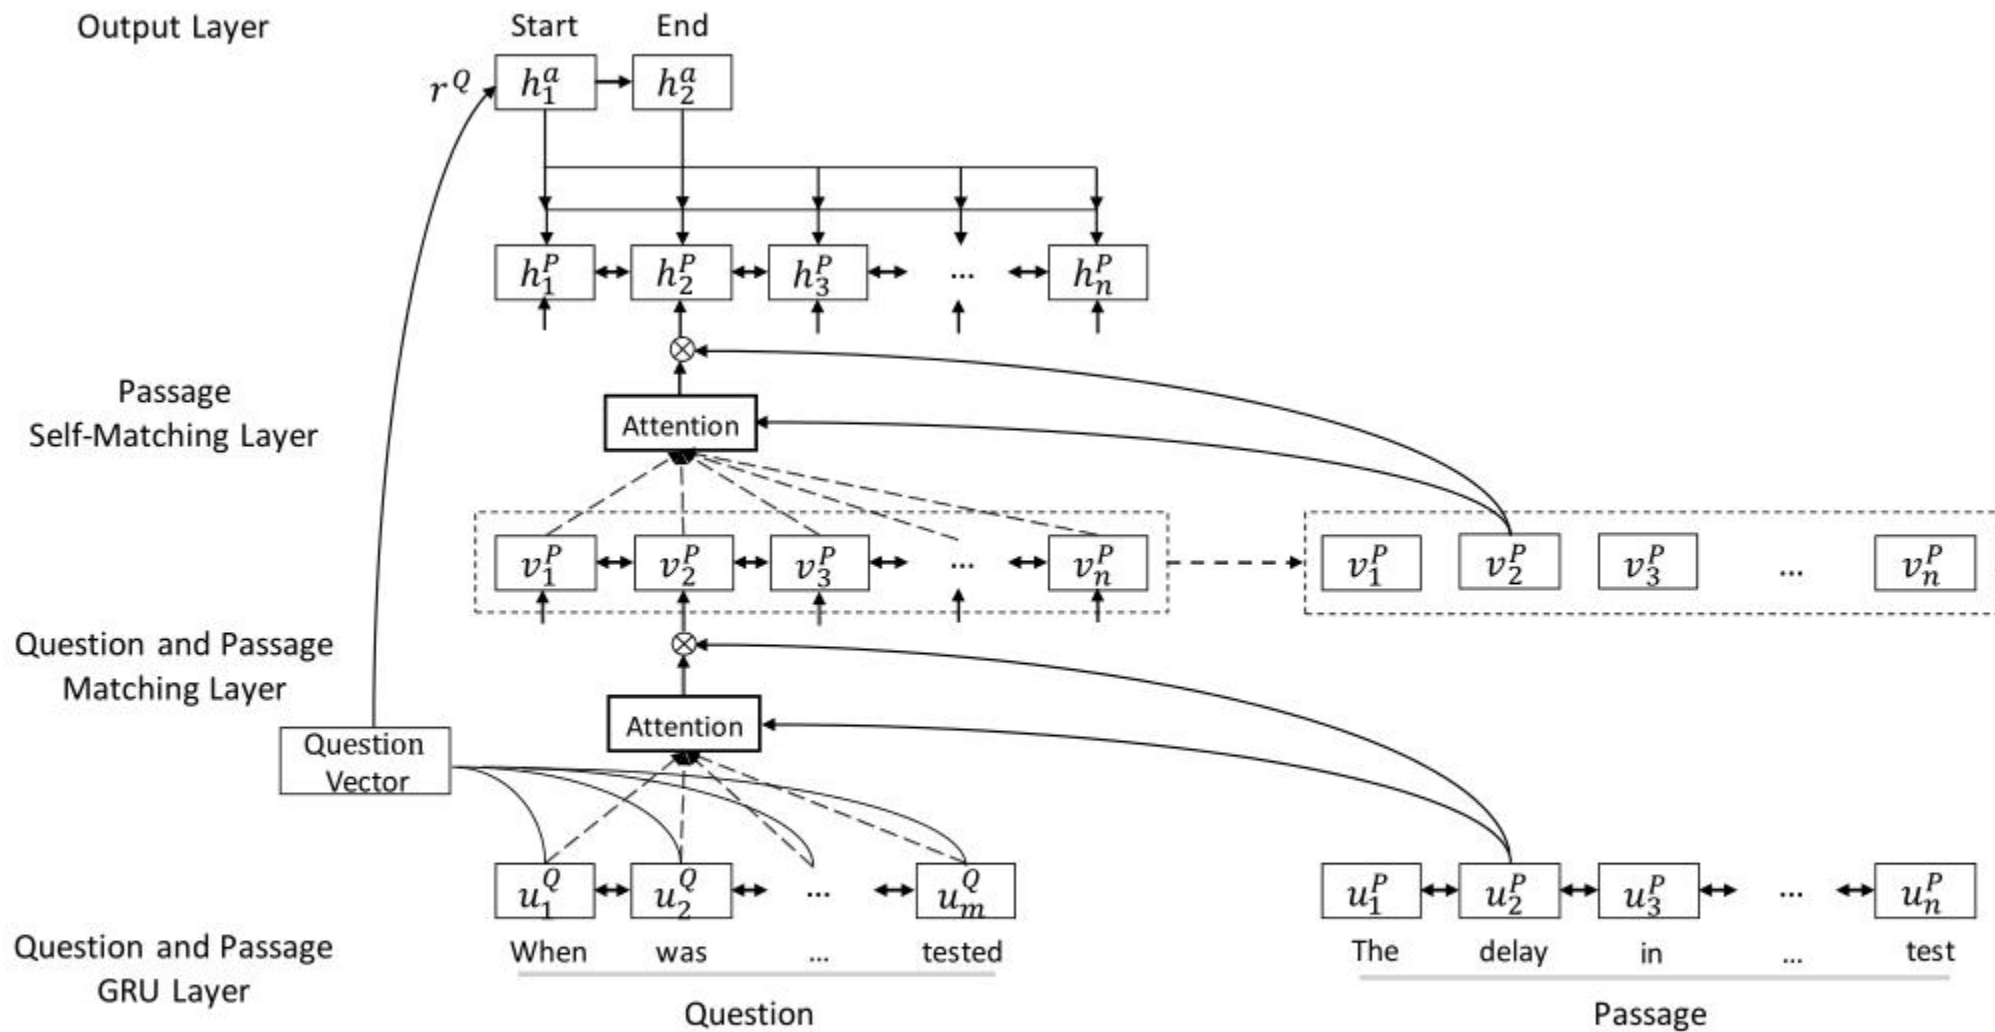 Output Layer
Start End
r^Q h_1^a h_2^a
h_1^P h_2^P h_3^P ... h_n^P
Passage
Self-Matching Layer
Attention
v_1^P v_2^P v_3^P ... v_n^P v_1^P v_2^P v_3^P ... v_n^P
Question and Passage
Matching Layer
Attention
Question
Vector
u_1^Q u_2^Q ... u_m^Q u_1^P u_2^P u_3^P ... u_n^P
When was ... tested The delay in ... test
Question and Passage
GRU Layer
Question Passage